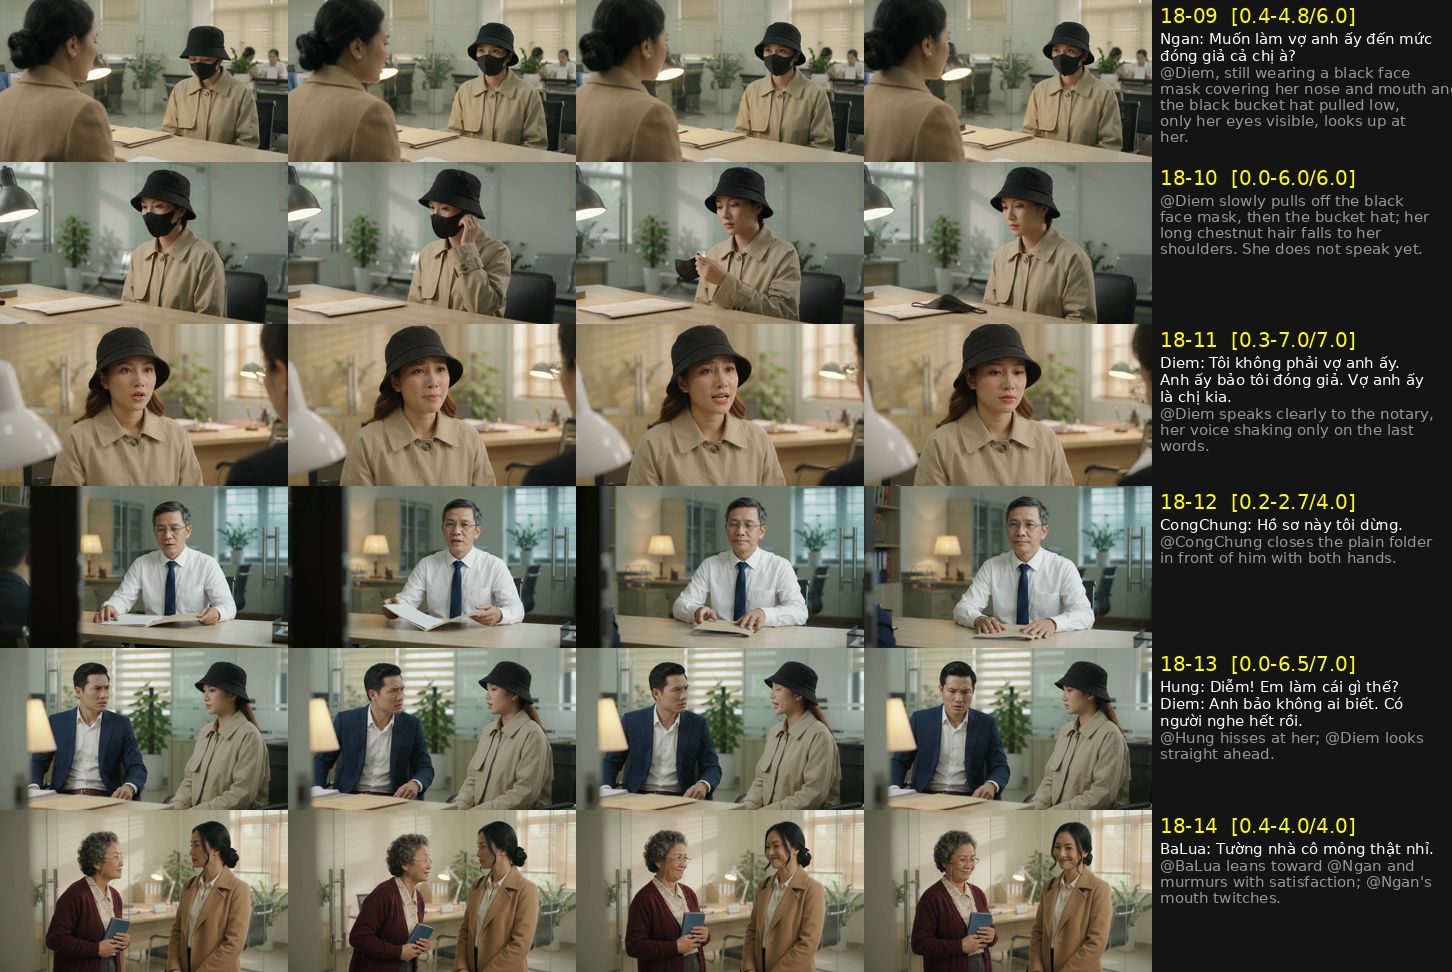 18-09 [0.4-4.8/6.0]
Ngan: Muốn làm vợ anh ấy đến mức
đóng giả cả chị à?
@Diem, still wearing a black face
mask covering her nose and mouth and
the black bucket hat pulled low,
only her eyes visible, looks up at
her.
18-10 [0.0-6.0/6.0]
@Diem slowly pulls off the black
face mask, then the bucket hat; her
long chestnut hair falls to her
shoulders. She does not speak yet.
18-11 [0.3-7.0/7.0]
Diem: Tôi không phải vợ anh ấy.
Anh ấy bảo tôi đóng giả. Vợ anh ấy
là chị kia.
@Diem speaks clearly to the notary,
her voice shaking only on the last
words.
18-12 [0.2-2.7/4.0]
CongChung: Hồ sơ này tôi dừng.
@CongChung closes the plain folder
in front of him with both hands.
18-13 [0.0-6.5/7.0]
Hung: Diễm! Em làm cái gì thế?
Diem: Anh bảo không ai biết. Có
người nghe hết rồi.
@Hung hisses at her; @Diem looks
straight ahead.
18-14 [0.4-4.0/4.0]
BaLua: Tường nhà cô mỏng thật nhỉ.
@BaLua leans toward @Ngan and
murmurs with satisfaction; @Ngan's
mouth twitches.